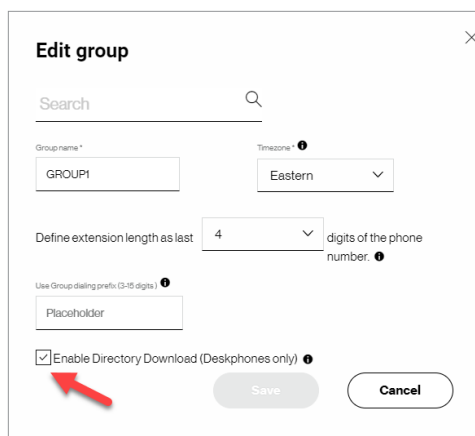 Edit group
Search
Group name *
Timezone *
GROUP1
Eastern
Define extension length as last
4
digits of the phone
number.
Use Group dialing prefix (3-15 digits)
Placeholder
Enable Directory Download (Deskphones only)
Save
Cancel